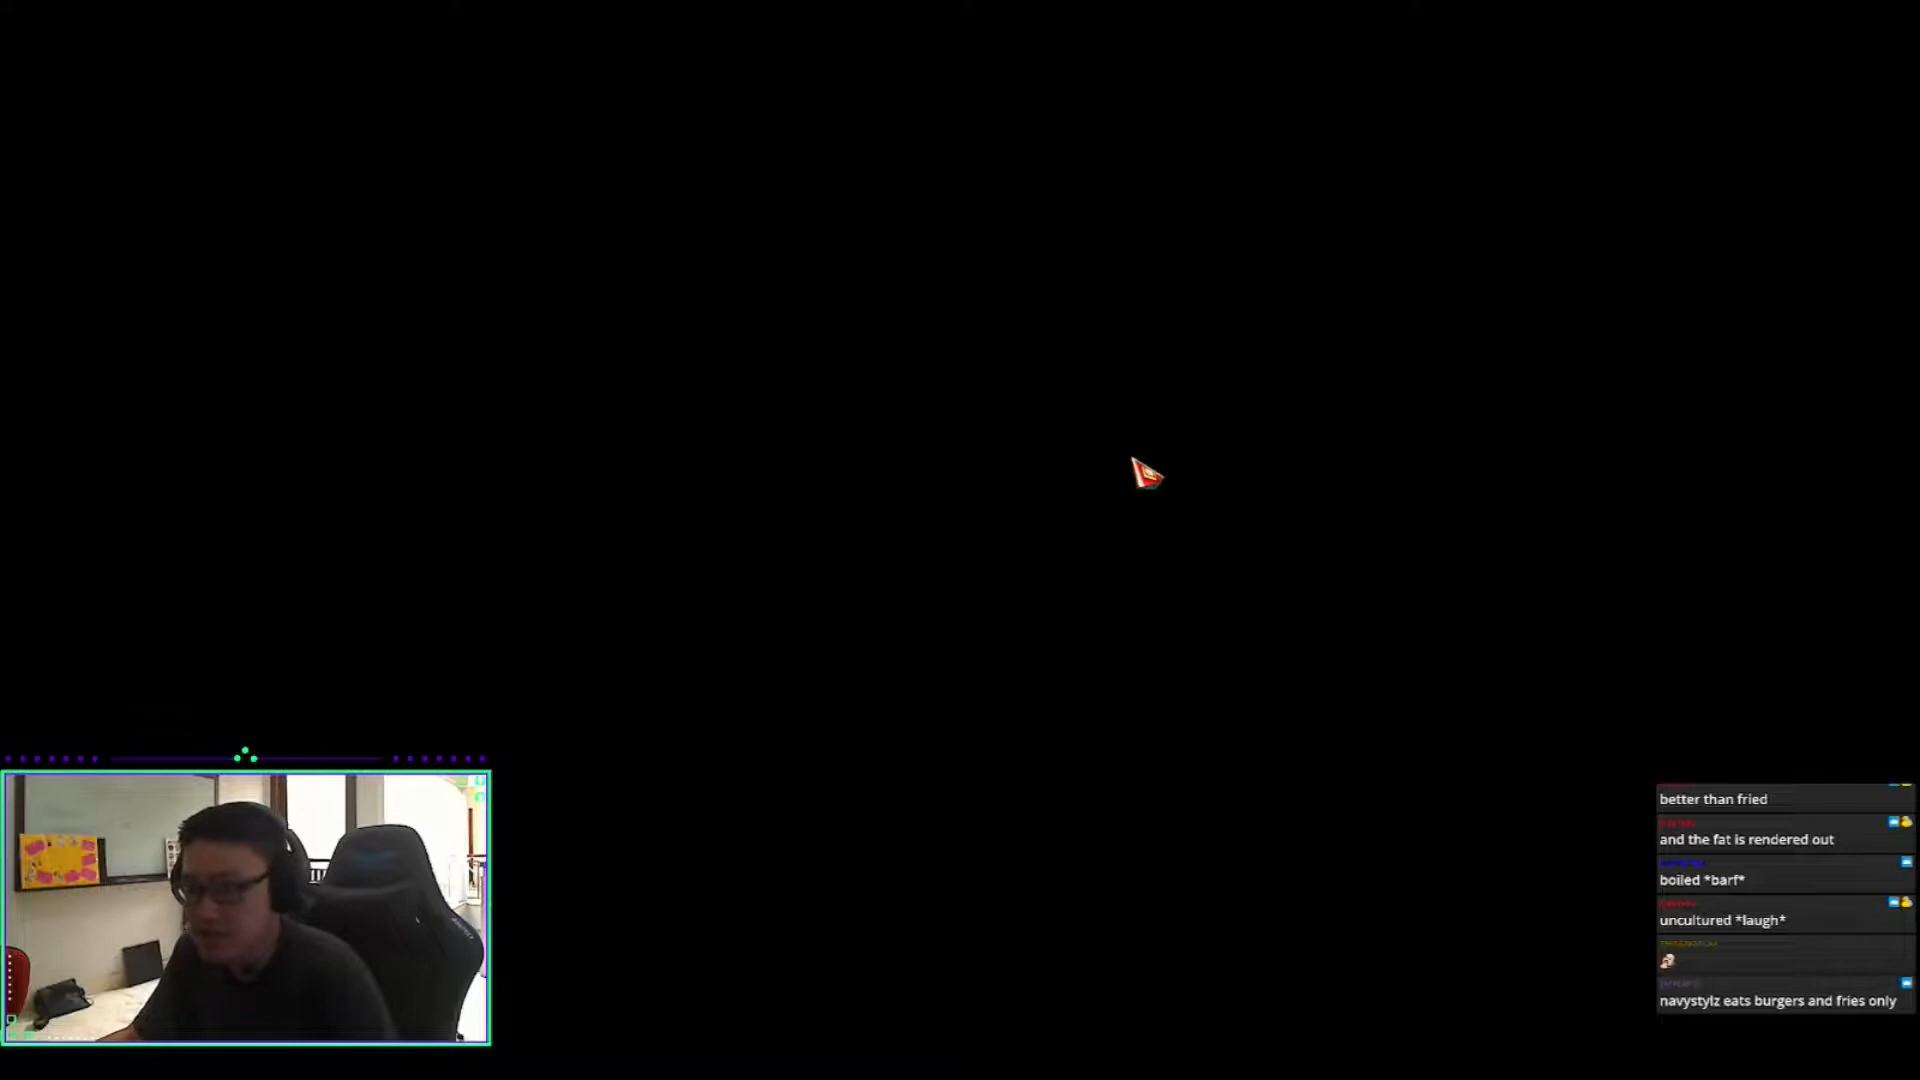 better than fried
and the fat is rendered out
boiled *barf*
uncultured *laugh*
navystylz eats burgers and fries only